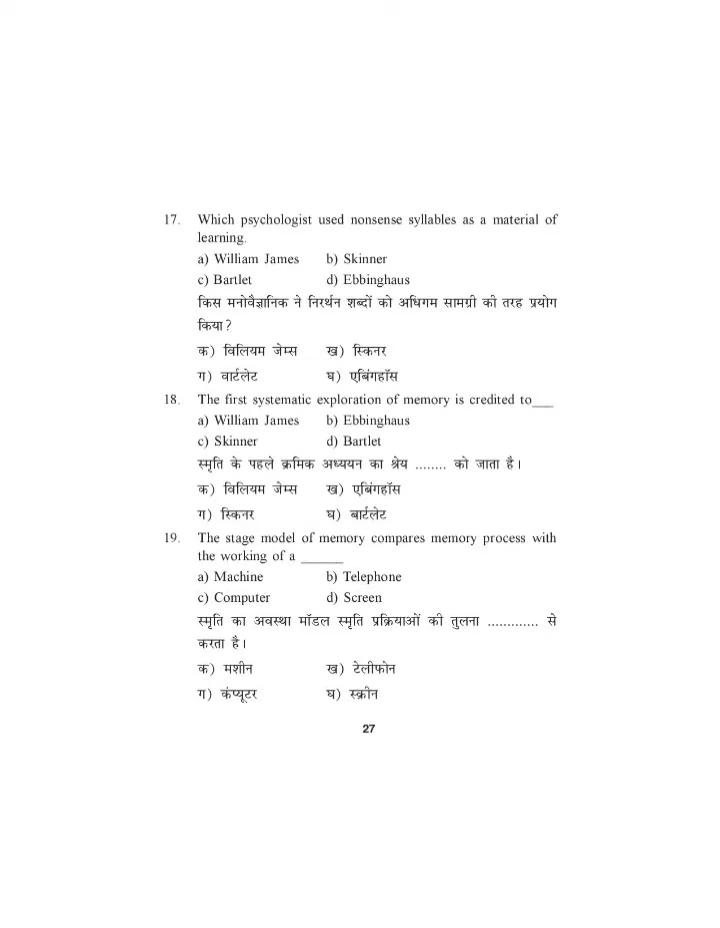 17. Which psychologist used nonsense syllables as a material of
learning.
a) William James b) Skinner
c) Bartlet d) Ebbinghaus
किस मनोवैज्ञानिक ने निरर्थन शब्दों को अधिगम सामग्री की तरह प्रयोग
किया?
क) विलियम जेम्स ख) स्किनर
ग) वार्टलेट घ) एबिंगहॉस
18. The first systematic exploration of memory is credited to___
a) William James b) Ebbinghaus
c) Skinner d) Bartlet
स्मृति के पहले क्रमिक अध्ययन का श्रेय ........ को जाता है।
क) विलियम जेम्स ख) एबिंगहॉस
ग) स्किनर घ) बार्टलेट
19. The stage model of memory compares memory process with
the working of a ______
a) Machine b) Telephone
c) Computer d) Screen
स्मृति का अवस्था मॉडल स्मृति प्रक्रियाओं की तुलना ............. से
करता है।
क) मशीन ख) टेलीफोन
ग) कंप्यूटर घ) स्क्रीन
27